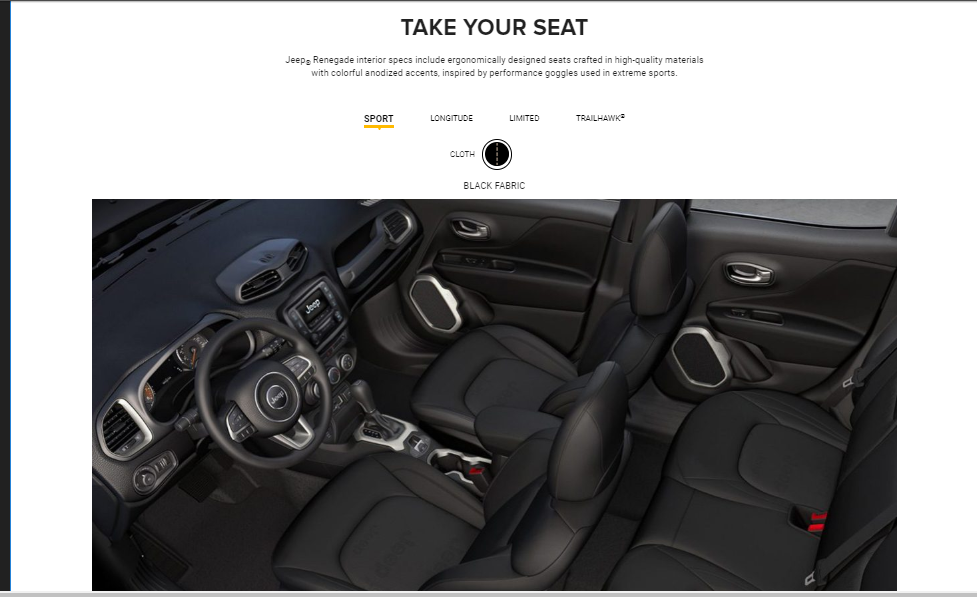 TAKE YOUR SEAT
Jeep® Renegade interior specs include ergonomically designed seats crafted in high-quality materials
with colorful anodized accents, inspired by performance goggles used in extreme sports.
SPORT LONGITUDE LIMITED TRAILHAWK®
CLOTH
BLACK FABRIC
Jeep
Jeep